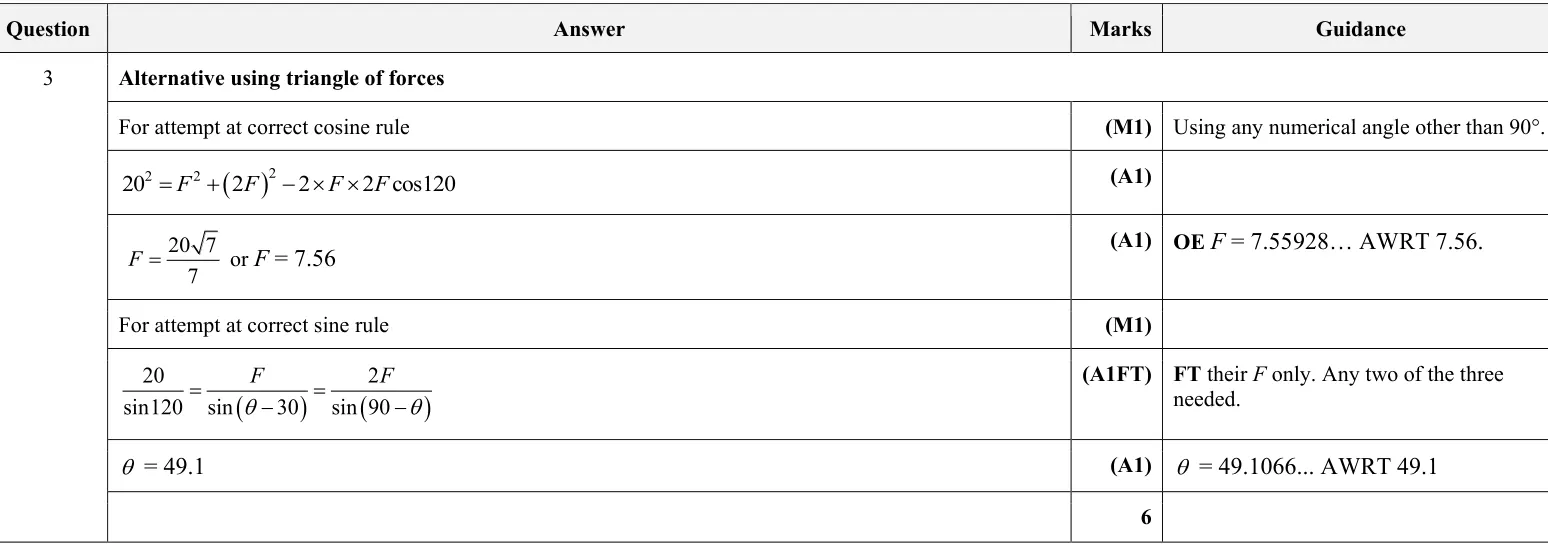 Question Answer Marks Guidance
3 Alternative using triangle of forces
For attempt at correct cosine rule (M1) Using any numerical angle other than 90°.
20² = F² + (2F)² − 2 × F × 2F cos120 (A1)
F = 20√7/7 or F = 7.56 (A1) OE F = 7.55928… AWRT 7.56.
For attempt at correct sine rule (M1)
20/sin120 = F/sin(θ − 30) = 2F/sin(90 − θ) (A1FT) FT their F only. Any two of the three
needed.
θ = 49.1 (A1) θ = 49.1066... AWRT 49.1
6